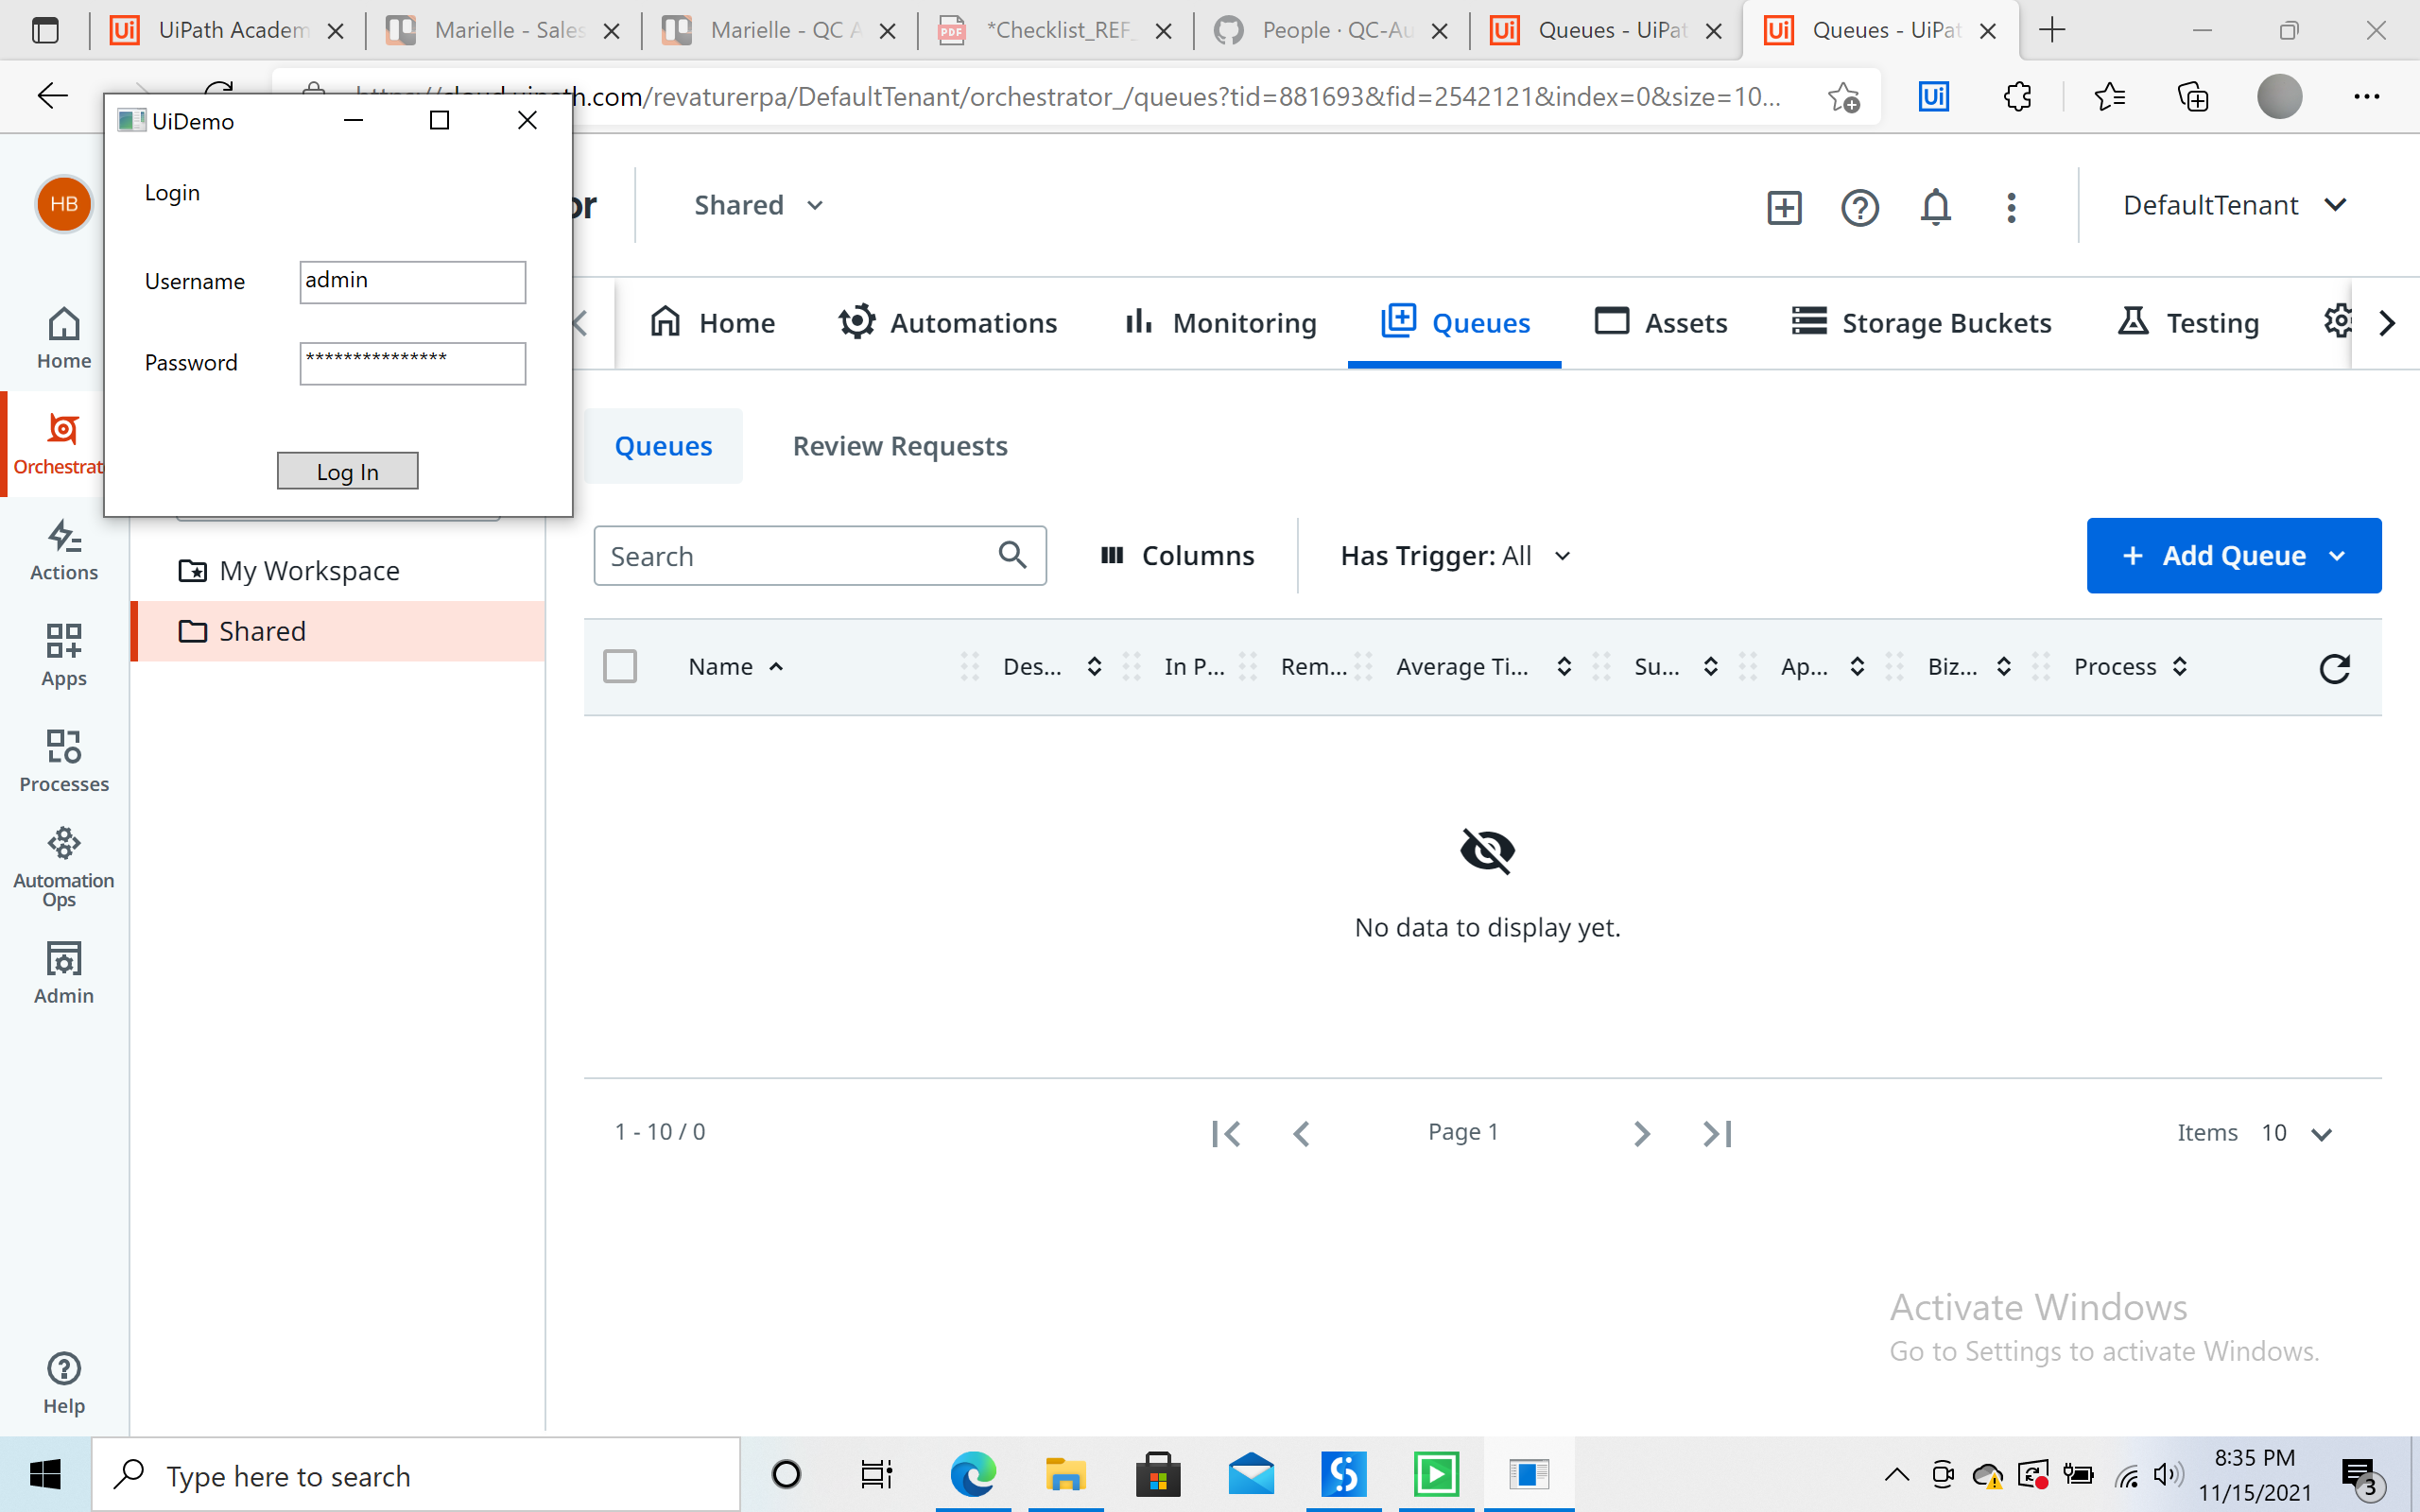 UiPath Academ
Marielle - Sales
Marielle - QC A
*Checklist_REF_
People · QC-Au
Queues - UiPat
Queues - UiPat
cloud.uipath.com/revaturerpa/DefaultTenant/orchestrator_/queues?tid=881693&fid=2542121&index=0&size=10...
UiDemo
Login
Username
admin
Password
***************
Log In
HB
or
Shared
DefaultTenant
Home
Automations
Monitoring
Queues
Assets
Storage Buckets
Testing
Home
Orchestrat
Actions
Apps
Processes
Automation
Ops
Admin
Help
My Workspace
Shared
Queues
Review Requests
Search
Columns
Has Trigger: All
+ Add Queue
Name
Des...
In P...
Rem...
Average Ti...
Su...
Ap...
Biz...
Process
No data to display yet.
1 - 10 / 0
Page 1
Items 10
Activate Windows
Go to Settings to activate Windows.
Type here to search
8:35 PM
11/15/2021
3